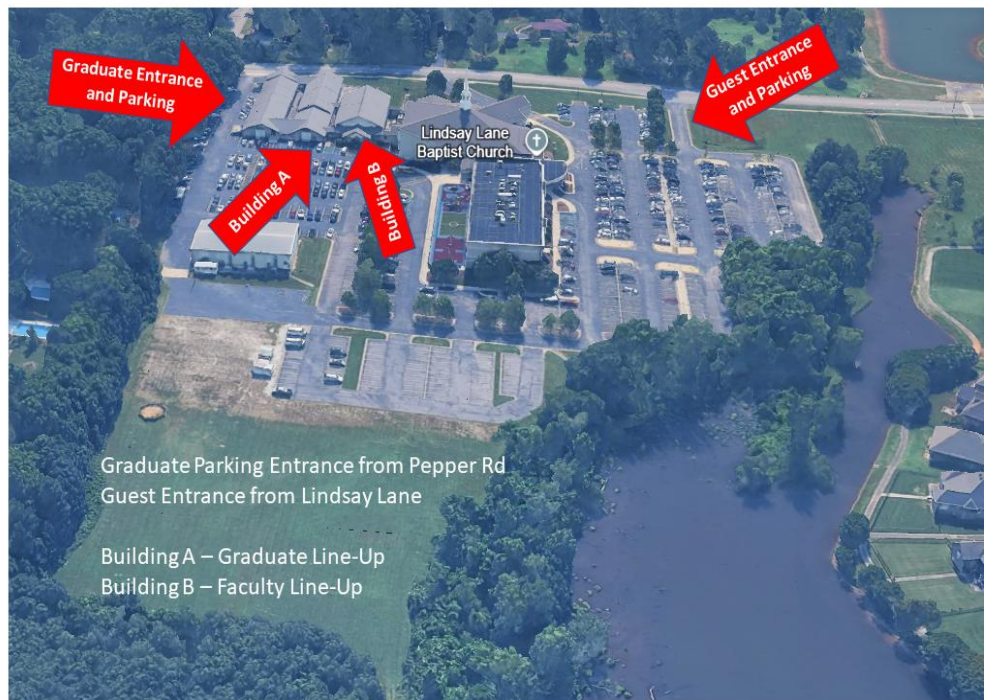 Graduate Entrance
and Parking
Guest Entrance
and Parking
Lindsay Lane
Baptist Church
Building A
Building B
Graduate Parking Entrance from Pepper Rd
Guest Entrance from Lindsay Lane
Building A – Graduate Line-Up
Building B – Faculty Line-Up